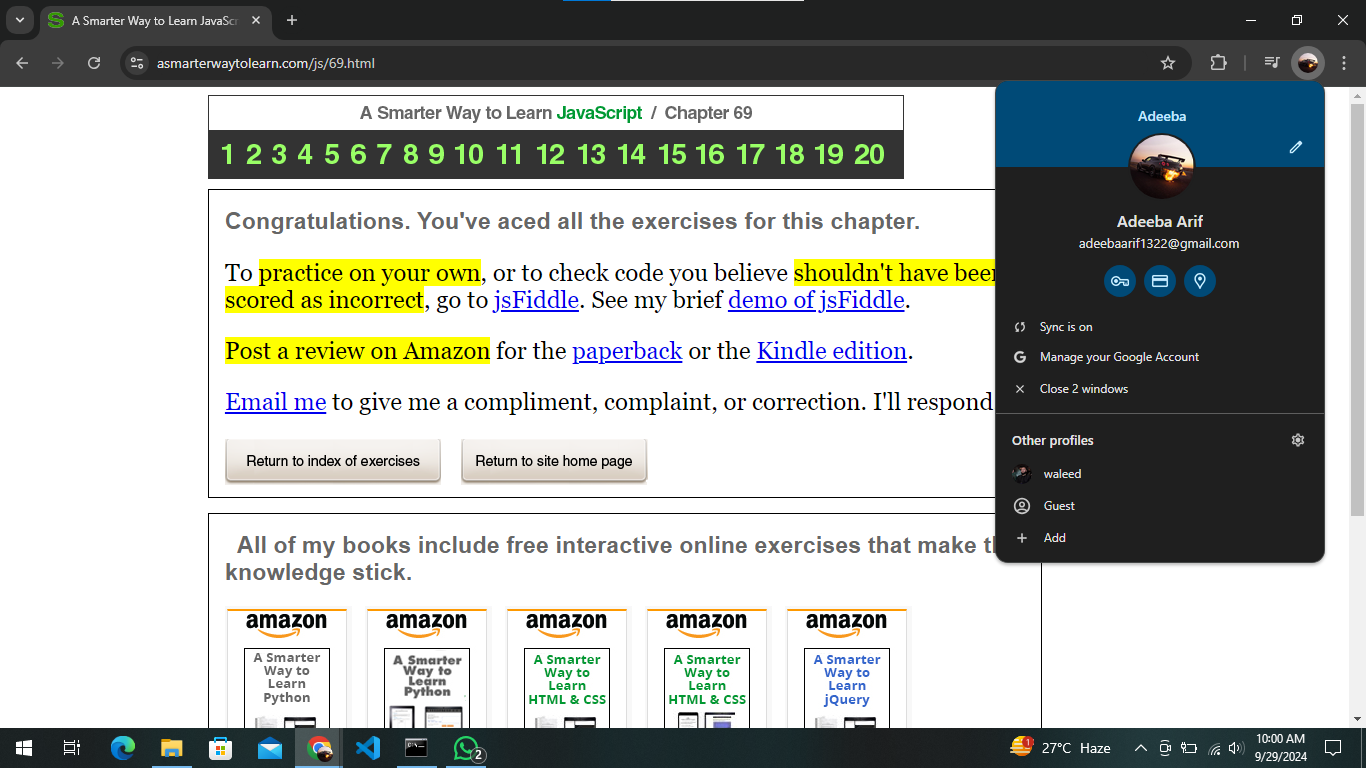 A Smarter Way to Learn JavaScr
asmarterwaytolearn.com/js/69.html
A Smarter Way to Learn JavaScript / Chapter 69
1 2 3 4 5 6 7 8 9 10 11 12 13 14 15 16 17 18 19 20
Congratulations. You've aced all the exercises for this chapter.
To practice on your own, or to check code you believe shouldn't have been
scored as incorrect, go to jsFiddle. See my brief demo of jsFiddle.
Post a review on Amazon for the paperback or the Kindle edition.
Email me to give me a compliment, complaint, or correction. I'll respond
Return to index of exercises
Return to site home page
All of my books include free interactive online exercises that make th
knowledge stick.
amazon
A Smarter
Way to
Learn
Python
amazon
A Smarter
Way to
Learn
Python
amazon
A Smarter
Way to
Learn
HTML & CSS
amazon
A Smarter
Way to
Learn
HTML & CSS
amazon
A Smarter
Way to
Learn
jQuery
Adeeba
Adeeba Arif
adeebaarif1322@gmail.com
Sync is on
Manage your Google Account
Close 2 windows
Other profiles
waleed
Guest
Add
2
1
27°C Haze
10:00 AM
9/29/2024